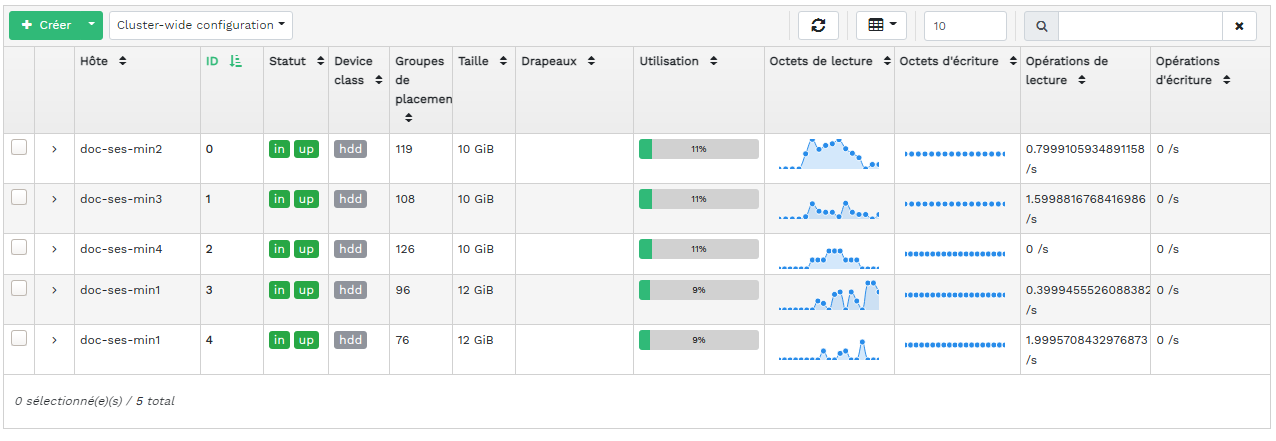 Créer Cluster-wide configuration 10
Hôte ID Statut Device class Groupes de placemen Taille Drapeaux Utilisation Octets de lecture Octets d'écriture Opérations de lecture Opérations d'écriture
doc-ses-min2 0 in up hdd 119 10 GiB 11% 0.7999105934891158 /s 0 /s
doc-ses-min3 1 in up hdd 108 10 GiB 11% 1.5998816768416986 /s 0 /s
doc-ses-min4 2 in up hdd 126 10 GiB 11% 0 /s 0 /s
doc-ses-min1 3 in up hdd 96 12 GiB 9% 0.3999455526088382 /s 0 /s
doc-ses-min1 4 in up hdd 76 12 GiB 9% 1.9995708432976873 /s 0 /s
0 sélectionné(e)(s) / 5 total